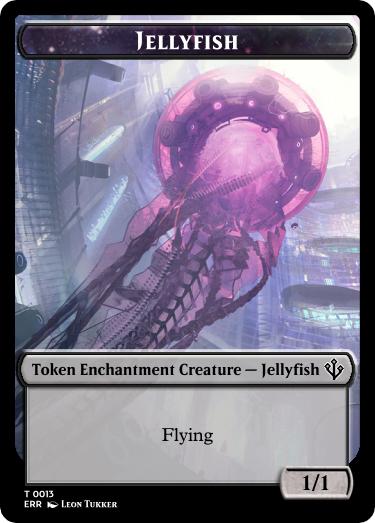 JELLYFISH
Token Enchantment Creature — Jellyfish
Flying
1/1
T 0013
ERR LEON TUKKER